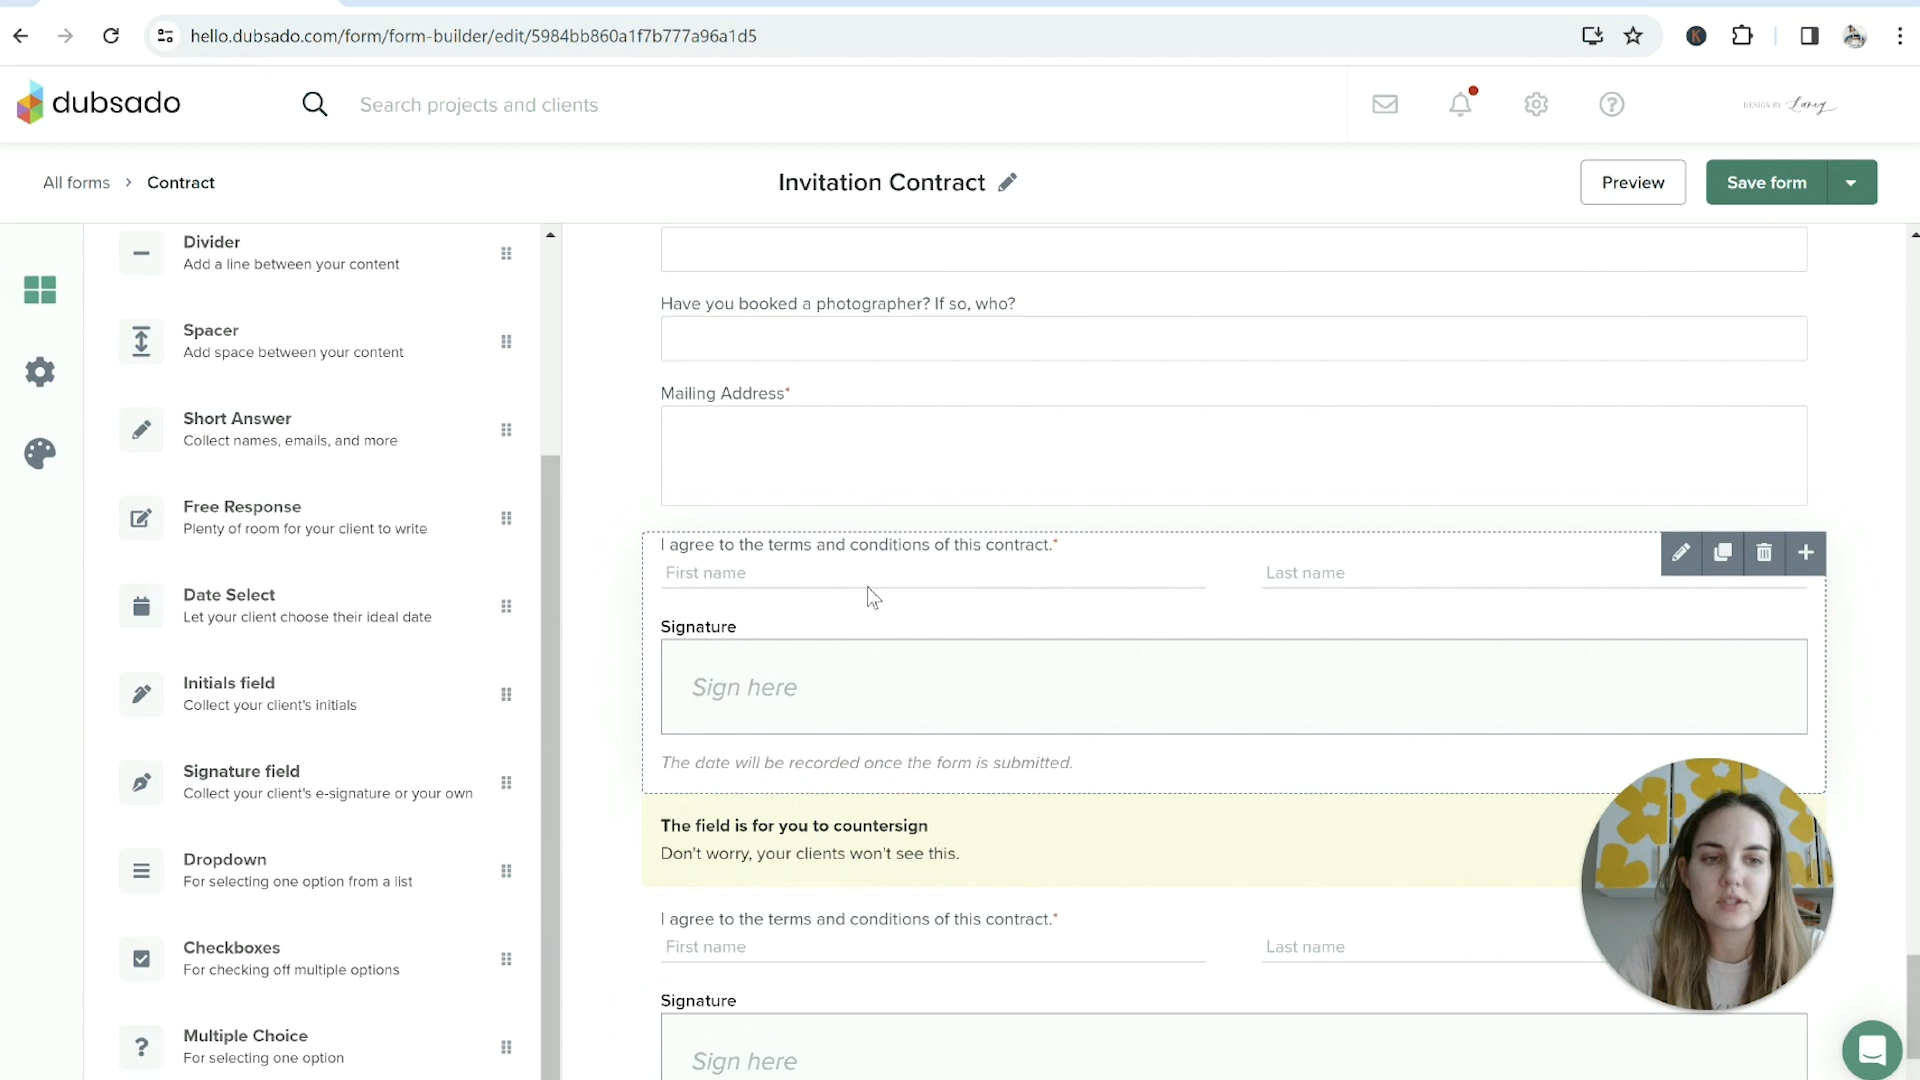 hello.dubsado.com/form/form-builder/edit/5984bb860a1f7b777a96a1d5
K
dubsado
Search projects and clients
DESIGN BY Laney
All forms > Contract
Invitation Contract
Preview
Save form
Divider
Add a line between your content
Spacer
Add space between your content
Short Answer
Collect names, emails, and more
Free Response
Plenty of room for your client to write
Date Select
Let your client choose their ideal date
Initials field
Collect your client's initials
Signature field
Collect your client's e-signature or your own
Dropdown
For selecting one option from a list
Checkboxes
For checking off multiple options
Multiple Choice
For selecting one option
Have you booked a photographer? If so, who?
Mailing Address*
I agree to the terms and conditions of this contract.*
First name
Last name
Signature
Sign here
The date will be recorded once the form is submitted.
The field is for you to countersign
Don't worry, your clients won't see this.
I agree to the terms and conditions of this contract.*
First name
Last name
Signature
Sign here